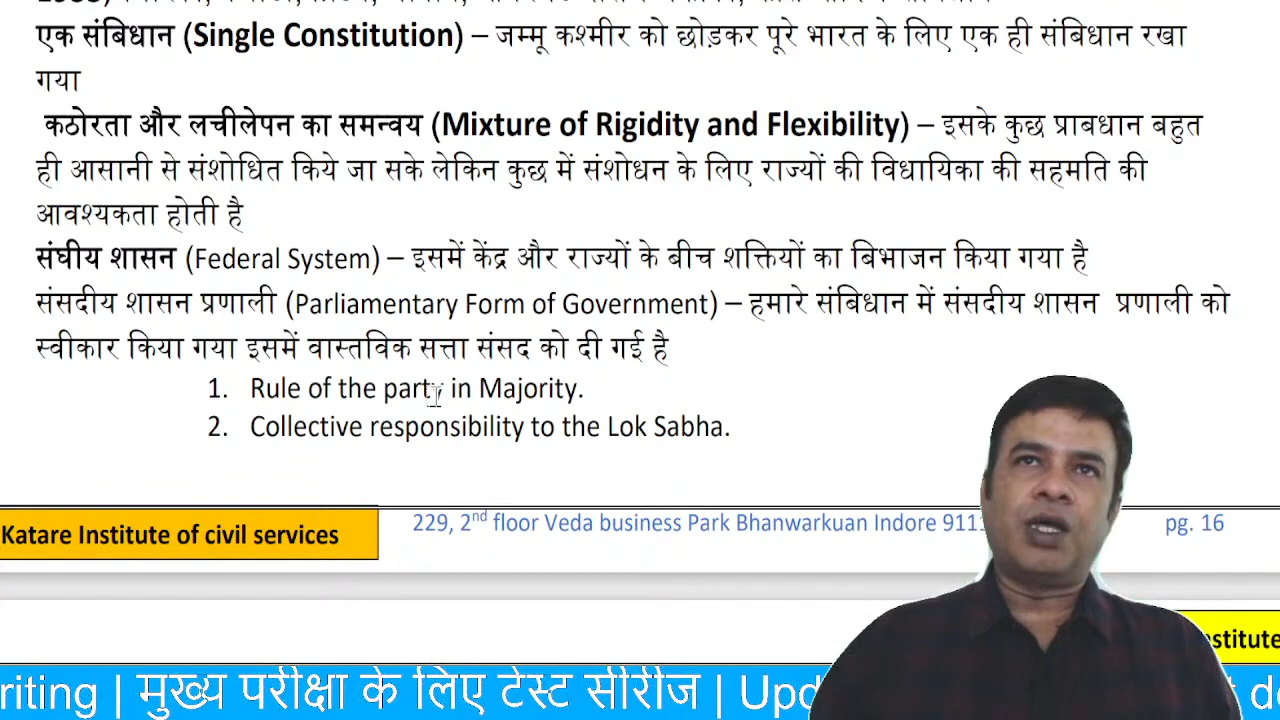 एक संबिधान (Single Constitution) – जम्मू कश्मीर को छोड़कर पूरे भारत के लिए एक ही संबिधान रखा
गया
कठोरता और लचीलेपन का समन्वय (Mixture of Rigidity and Flexibility) – इसके कुछ प्राबधान बहुत
ही आसानी से संशोधित किये जा सके लेकिन कुछ में संशोधन के लिए राज्यों की विधायिका की सहमति की
आवश्यकता होती है
संघीय शासन (Federal System) – इसमें केंद्र और राज्यों के बीच शक्तियों का बिभाजन किया गया है
संसदीय शासन प्रणाली (Parliamentary Form of Government) – हमारे संबिधान में संसदीय शासन प्रणाली को
स्वीकार किया गया इसमें वास्तविक सत्ता संसद को दी गई है
1. Rule of the party in Majority.
2. Collective responsibility to the Lok Sabha.
Katare Institute of civil services
229, 2nd floor Veda business Park Bhanwarkuan Indore 911
pg. 16
| मुख्य परीक्षा के लिए टेस्ट सीरीज |